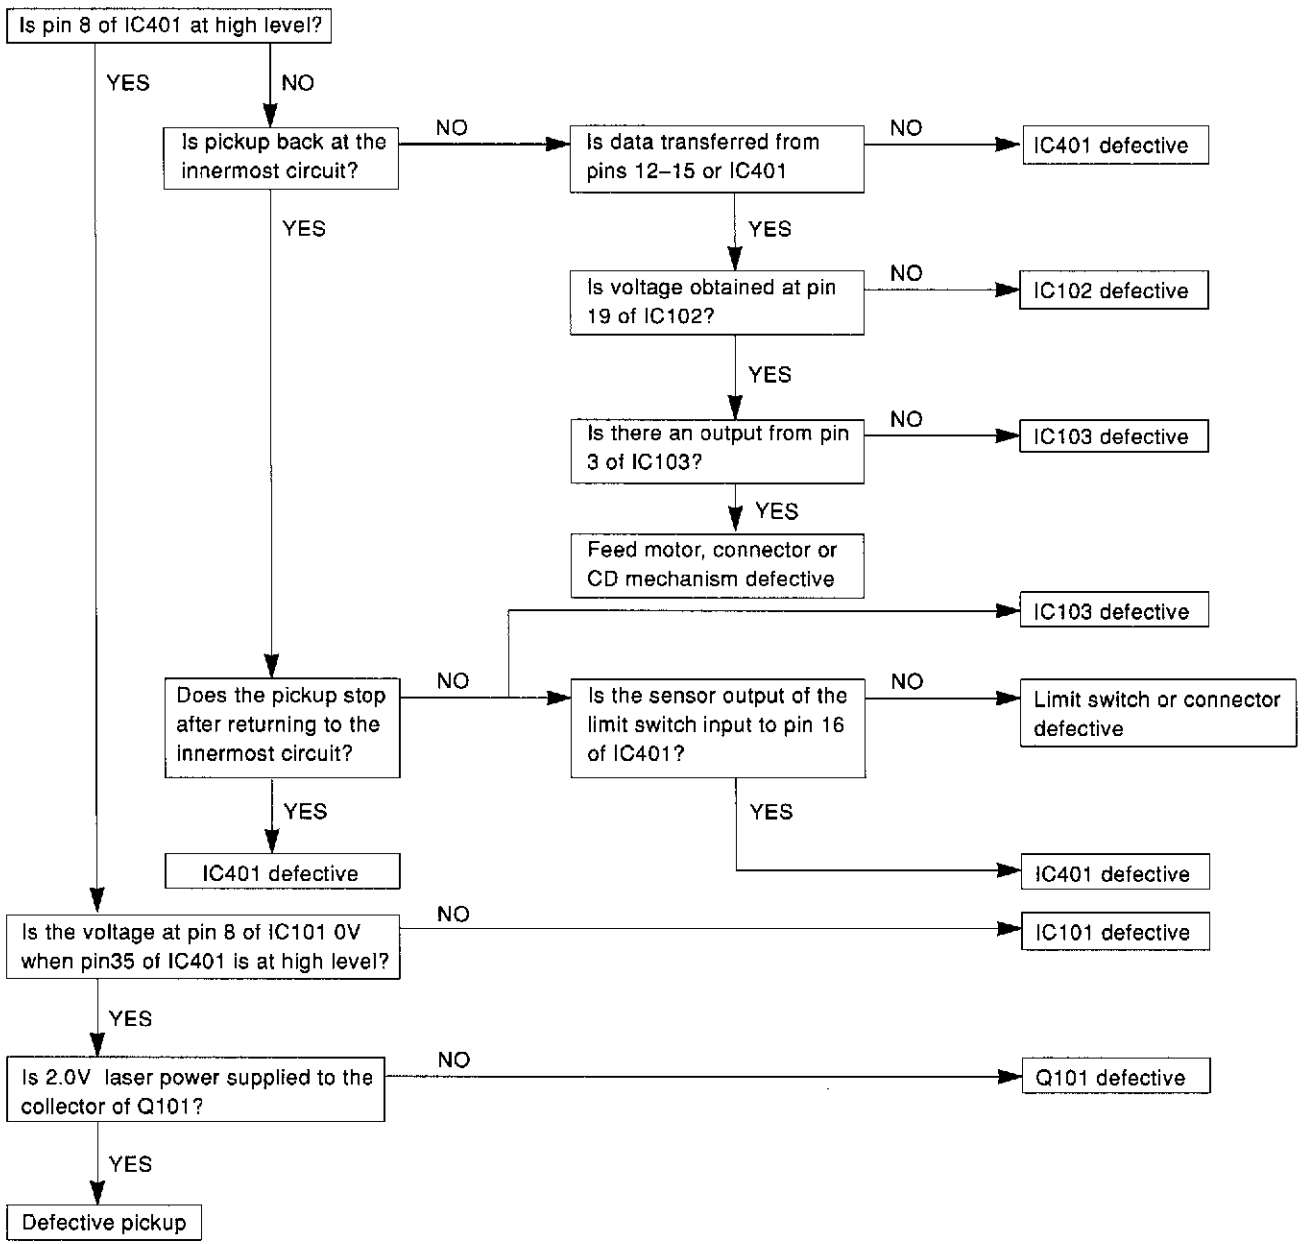 Is pin 8 of IC401 at high level?
YES
NO
Is pickup back at the
innermost circuit?
NO
Is data transferred from
pins 12–15 or IC401
NO
IC401 defective
YES
YES
Is voltage obtained at pin
19 of IC102?
NO
IC102 defective
YES
Is there an output from pin
3 of IC103?
NO
IC103 defective
YES
Feed motor, connector or
CD mechanism defective
IC103 defective
Does the pickup stop
after returning to the
innermost circuit?
NO
Is the sensor output of the
limit switch input to pin 16
of IC401?
NO
Limit switch or connector
defective
YES
YES
IC401 defective
IC401 defective
Is the voltage at pin 8 of IC101 0V
when pin35 of IC401 is at high level?
NO
IC101 defective
YES
Is 2.0V laser power supplied to the
collector of Q101?
NO
Q101 defective
YES
Defective pickup